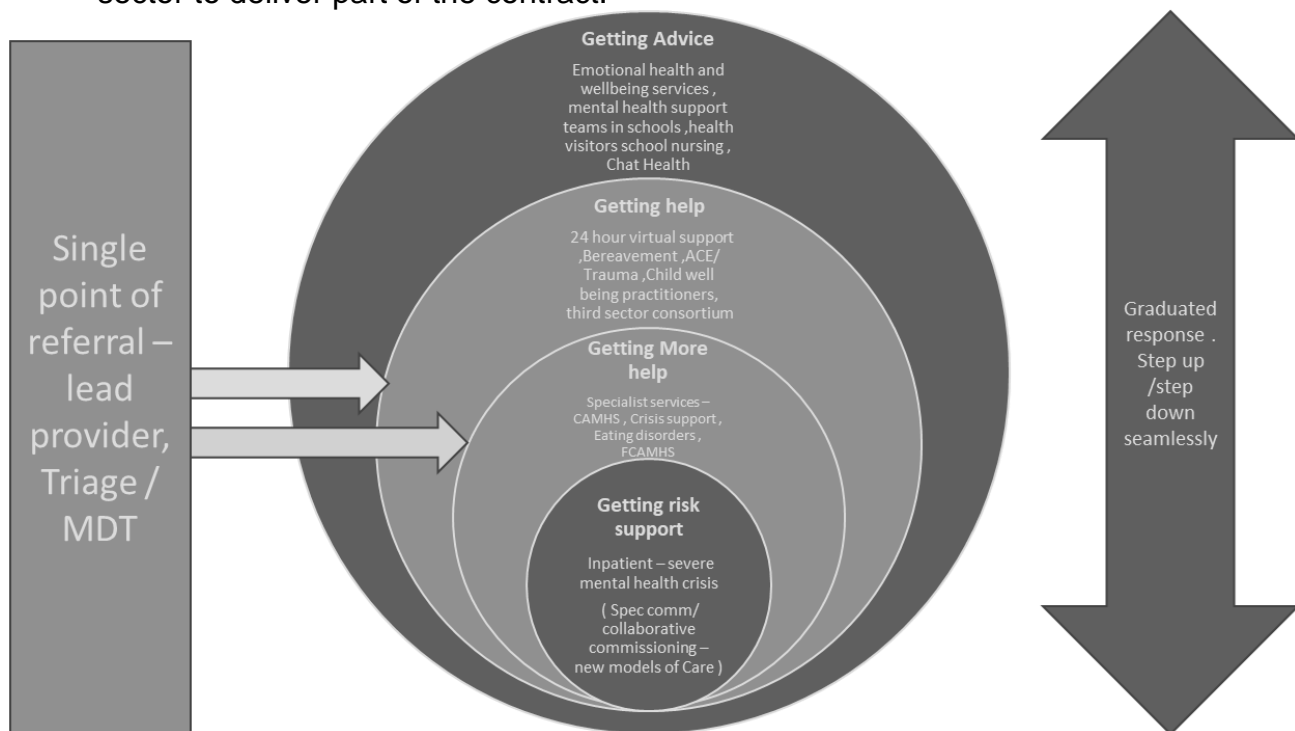 sector to deliver part of the contract.
Single
point of
referral –
lead
provider,
Triage /
MDT
Getting Advice
Emotional health and
wellbeing services ,
mental health support
teams in schools ,health
visitors school nursing ,
Chat Health
Getting help
24 hour virtual support
,Bereavement ,ACE/
Trauma ,Child well
being practitioners,
third sector consortium
Getting More
help
Specialist services –
CAMHS , Crisis support ,
Eating disorders ,
FCAMHS
Getting risk
support
Inpatient – severe
mental health crisis
( Spec comm/
collaborative
commissioning –
new models of Care )
Graduated
response .
Step up
/step
down
seamlessly